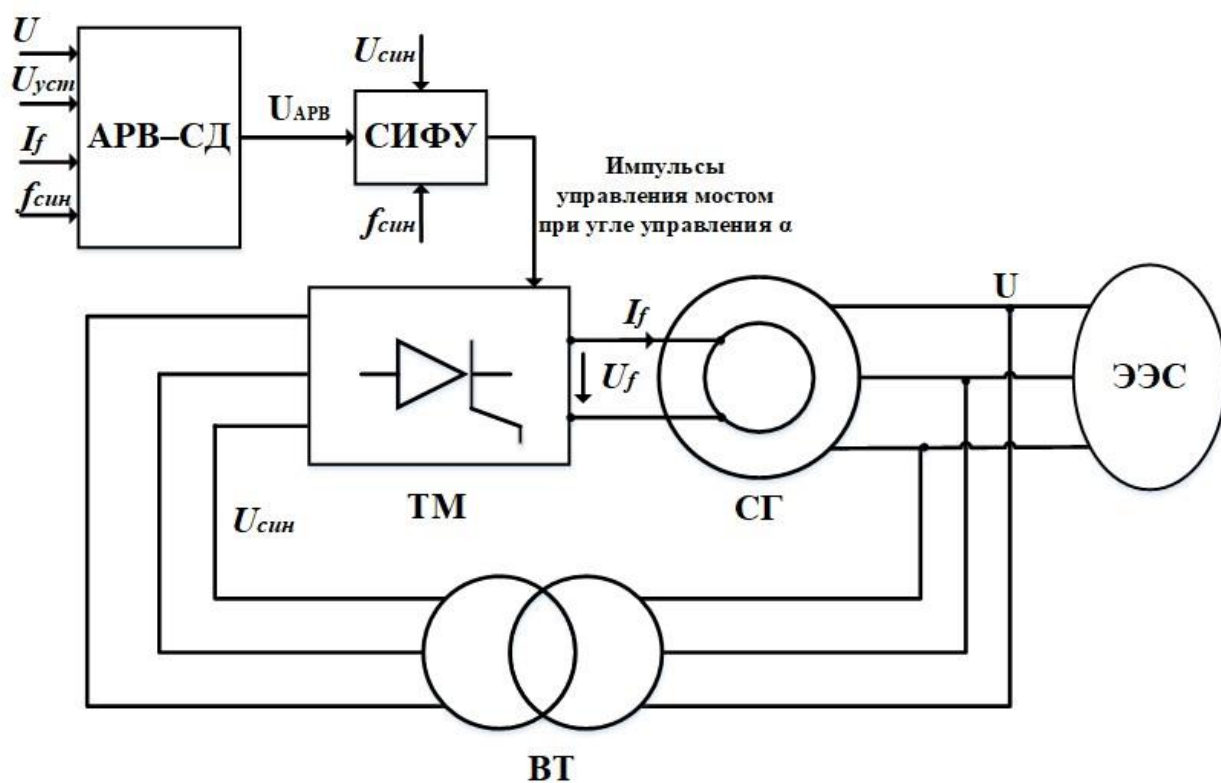 U
Uуст
If
fсин
АРВ–СД
UАРВ
Uсин
СИФУ
fсин
Импульсы
управления мостом
при угле управления α
If
Uf
U
ЭЭС
ТМ
СГ
Uсин
ВТ